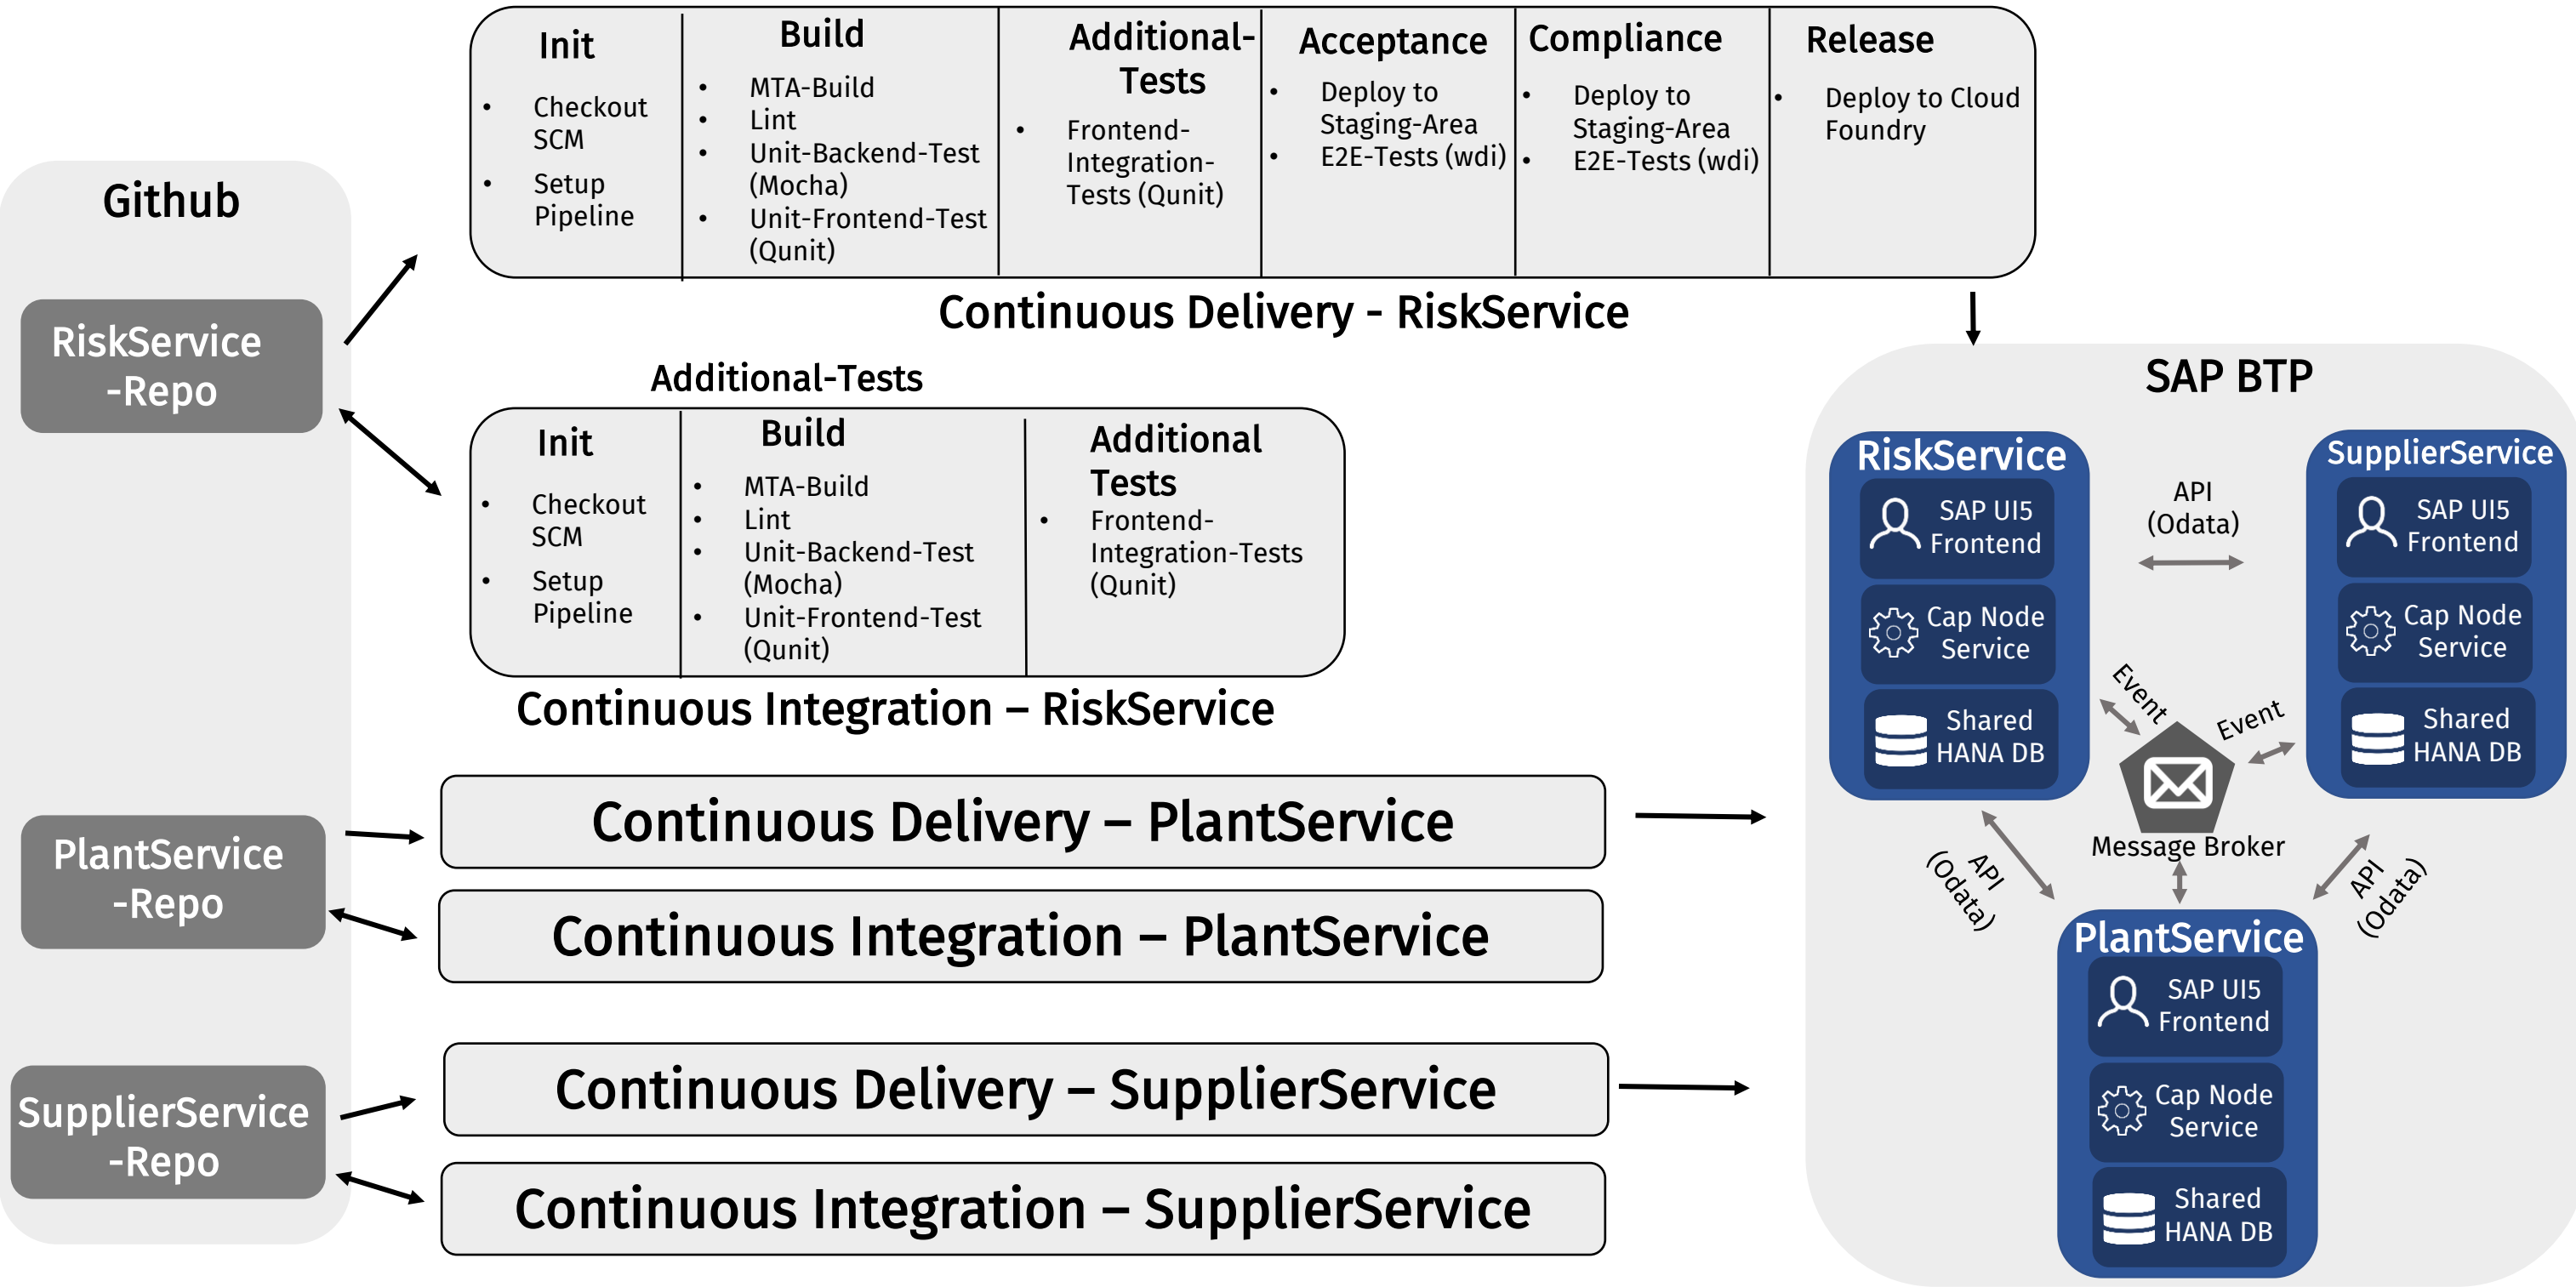 Github
RiskService
-Repo
PlantService
-Repo
SupplierService
-Repo
Init
• Checkout
SCM
• Setup
Pipeline
Build
• MTA-Build
• Lint
• Unit-Backend-Test
(Mocha)
• Unit-Frontend-Test
(Qunit)
Additional-
Tests
• Frontend-
Integration-
Tests (Qunit)
Acceptance
• Deploy to
Staging-Area
• E2E-Tests (wdi)
Compliance
• Deploy to
Staging-Area
• E2E-Tests (wdi)
Release
• Deploy to Cloud
Foundry
Continuous Delivery - RiskService
Additional-Tests
Init
• Checkout
SCM
• Setup
Pipeline
Build
• MTA-Build
• Lint
• Unit-Backend-Test
(Mocha)
• Unit-Frontend-Test
(Qunit)
Additional
Tests
• Frontend-
Integration-Tests
(Qunit)
Continuous Integration – RiskService
Continuous Delivery – PlantService
Continuous Integration – PlantService
Continuous Delivery – SupplierService
Continuous Integration – SupplierService
SAP BTP
RiskService
SAP UI5
Frontend
Cap Node
Service
Shared
HANA DB
API
(Odata)
SupplierService
SAP UI5
Frontend
Cap Node
Service
Shared
HANA DB
Event
Event
Message Broker
API
(Odata)
API
(Odata)
PlantService
SAP UI5
Frontend
Cap Node
Service
Shared
HANA DB